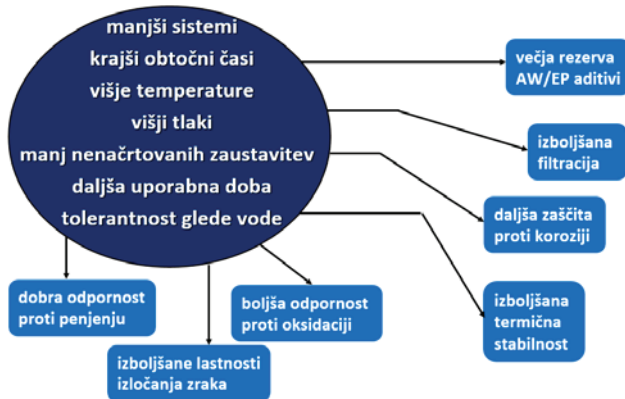 manjši sistemi
krajši obtočni časi
višje temperature
višji tlaki
manj nenačrtovanih zaustavitev
daljša uporabna doba
tolerantnost glede vode
večja rezerva
AW/EP aditivi
izboljšana
filtracija
daljša zaščita
proti koroziji
izboljšana
termična
stabilnost
boljša odpornost
proti oksidaciji
izboljšane lastnosti
izločanja zraka
dobra odpornost
proti penjenju